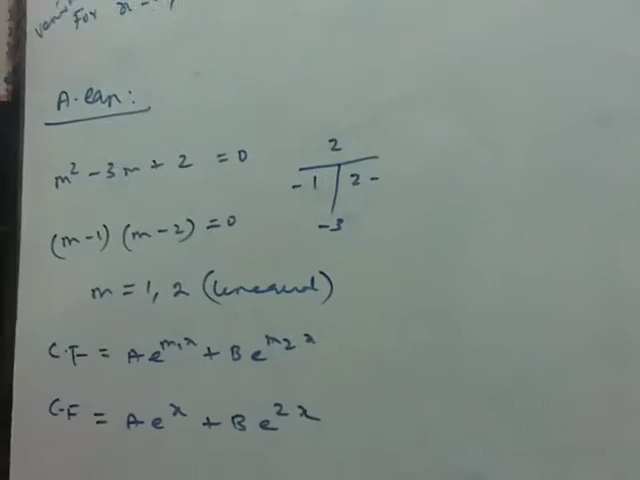 For x
A. eqn:
m² - 3m + 2 = 0
2
- 1 | 2 -
-3
(m-1) (m-2) = 0
m = 1, 2 (unequal)
C.F = Ae^m₁x + Be^m₂x
C.F = Ae^x + Be^2x